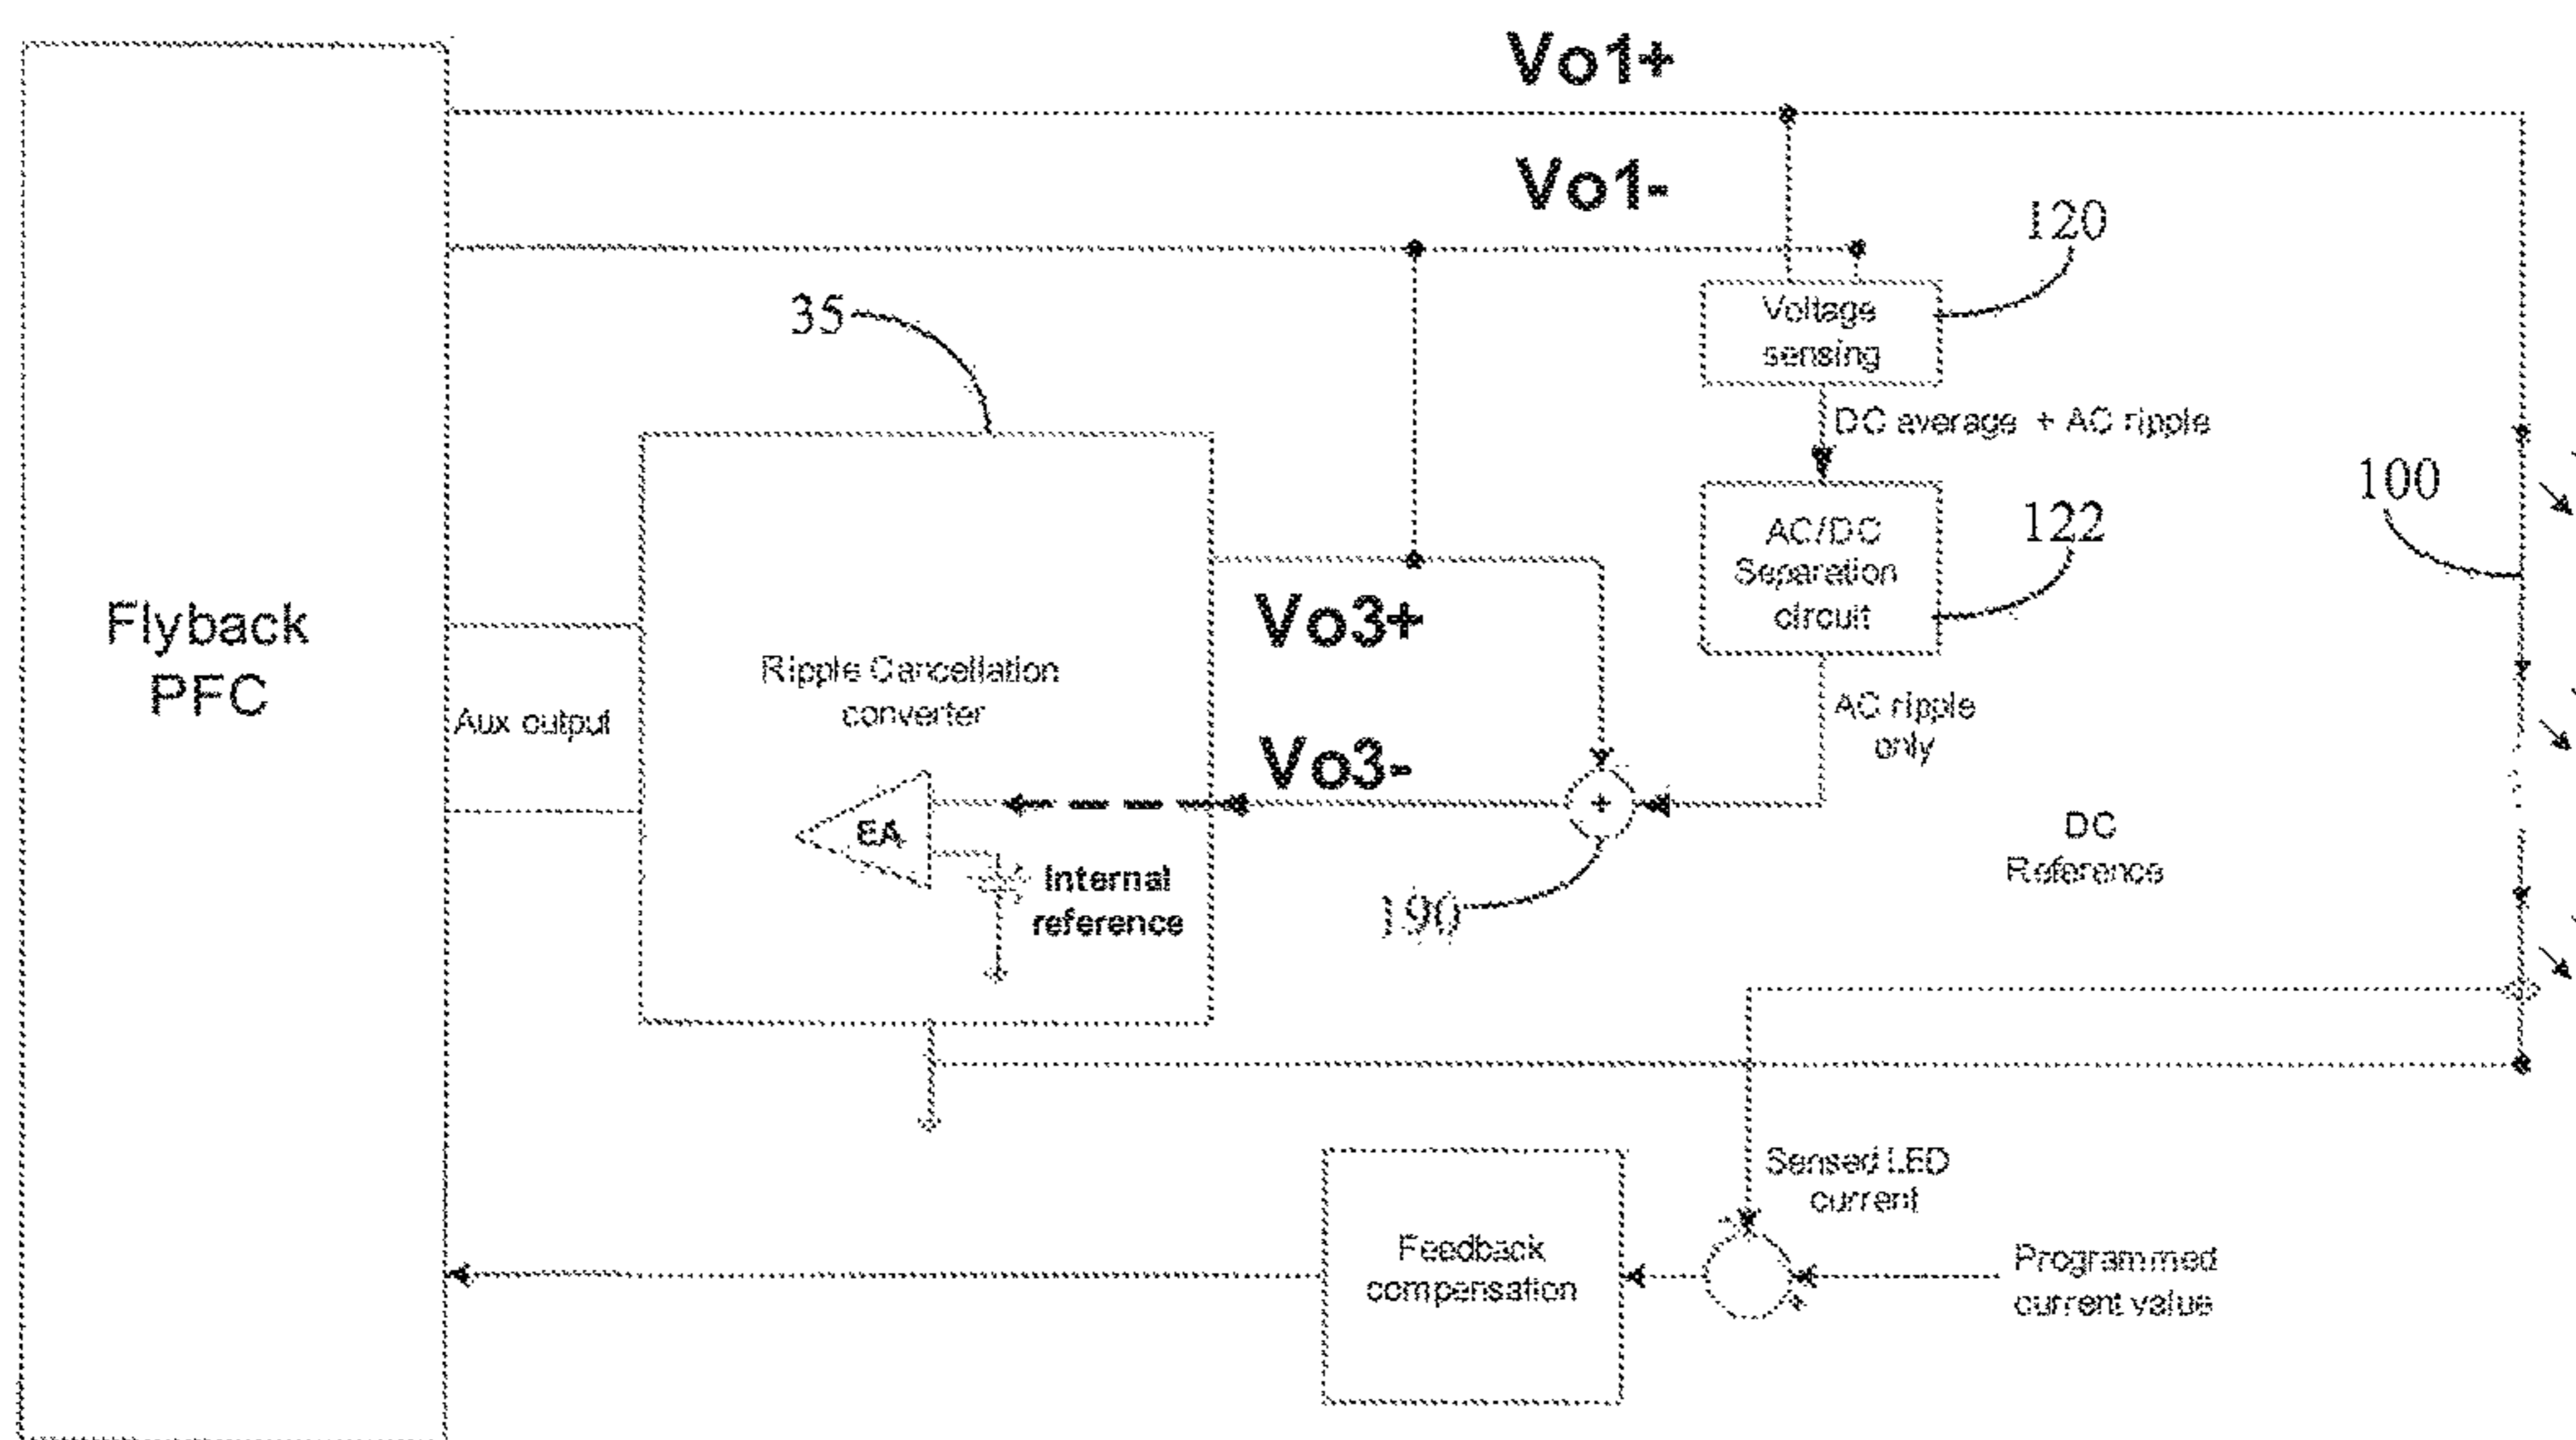 Vo1+
Vo1-
120
35
Voltage
sensing
DC average + AC ripple
100
122
AC/DC
Separation
circuit
Flyback
PFC
Vo3+
Ripple Cancellation
converter
Aux output
AC ripple
only
Vo3-
+
EA
DC
Reference
Internal
reference
190
Sensed LED
current
Feedback
compensation
Programmed
current value